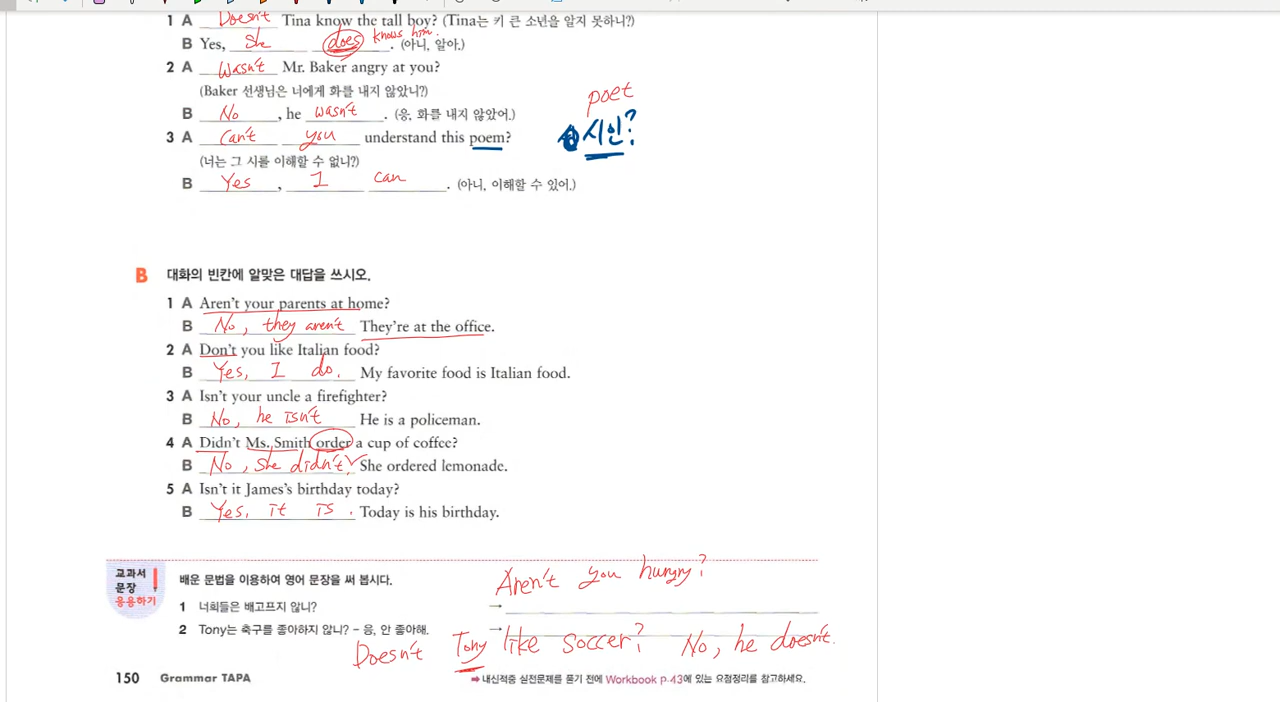 1 A Doesn't Tina know the tall boy? (Tina는 키 큰 소년을 알지 못하니?)
B Yes, she does knows him. (아니, 알아.)
2 A Wasn't Mr. Baker angry at you?
(Baker 선생님은 너에게 화를 내지 않았니?)
poet
B No, he wasn't. (응, 화를 내지 않았어.)
시인?
3 A Can't you understand this poem?
(너는 그 시를 이해할 수 없니?)
B Yes, I can. (아니, 이해할 수 있어.)
B 대화의 빈칸에 알맞은 대답을 쓰시오.
1 A Aren't your parents at home?
B No, they aren't They're at the office.
2 A Don't you like Italian food?
B Yes, I do. My favorite food is Italian food.
3 A Isn't your uncle a firefighter?
B No, he isn't He is a policeman.
4 A Didn't Ms. Smith order a cup of coffee?
B No, she didn't. She ordered lemonade.
5 A Isn't it James's birthday today?
B Yes, it is. Today is his birthday.
교과서
문장
응용하기
배운 문법을 이용하여 영어 문장을 써 봅시다.
Aren't you hungry?
1 너희들은 배고프지 않니? →
2 Tony는 축구를 좋아하지 않니? – 응, 안 좋아해. →
Doesn't Tony like soccer? No, he doesn't.
150 Grammar TAPA
➡ 내신적중 실전문제를 풀기 전에 Workbook p.43에 있는 요점정리를 참고하세요.